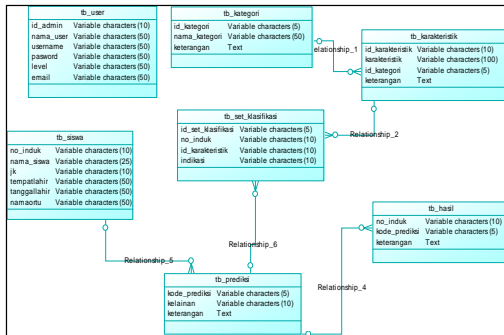 tb_user
id_admin Variable characters (10)
nama_user Variable characters (50)
username Variable characters (50)
pasword Variable characters (50)
level Variable characters (50)
email Variable characters (50)
tb_kategori
id_kategori Variable characters (5)
nama_kategori Variable characters (50)
keterangan Text
elationship_1
tb_karakteristik
id_karakteristik Variable characters (10)
karakteristik Variable characters (100)
id_kategori Variable characters (5)
keterangan Text
tb_set_klasifikasi
id_set_klasifikasi Variable characters (5)
no_induk Variable characters (10)
id_karakteristik Variable characters (10)
indikasi Variable characters (10)
Relationship_2
tb_siswa
no_induk Variable characters (10)
nama_siswa Variable characters (25)
jk Variable characters (10)
tempatlahir Variable characters (50)
tanggallahir Variable characters (50)
namaortu Variable characters (50)
tb_hasil
no_induk Variable characters (10)
kode_prediksi Variable characters (5)
keterangan Text
Relationship_5
Relationship_6
Relationship_4
tb_prediksi
kode_prediksi Variable characters (5)
kelainan Variable characters (10)
keterangan Text